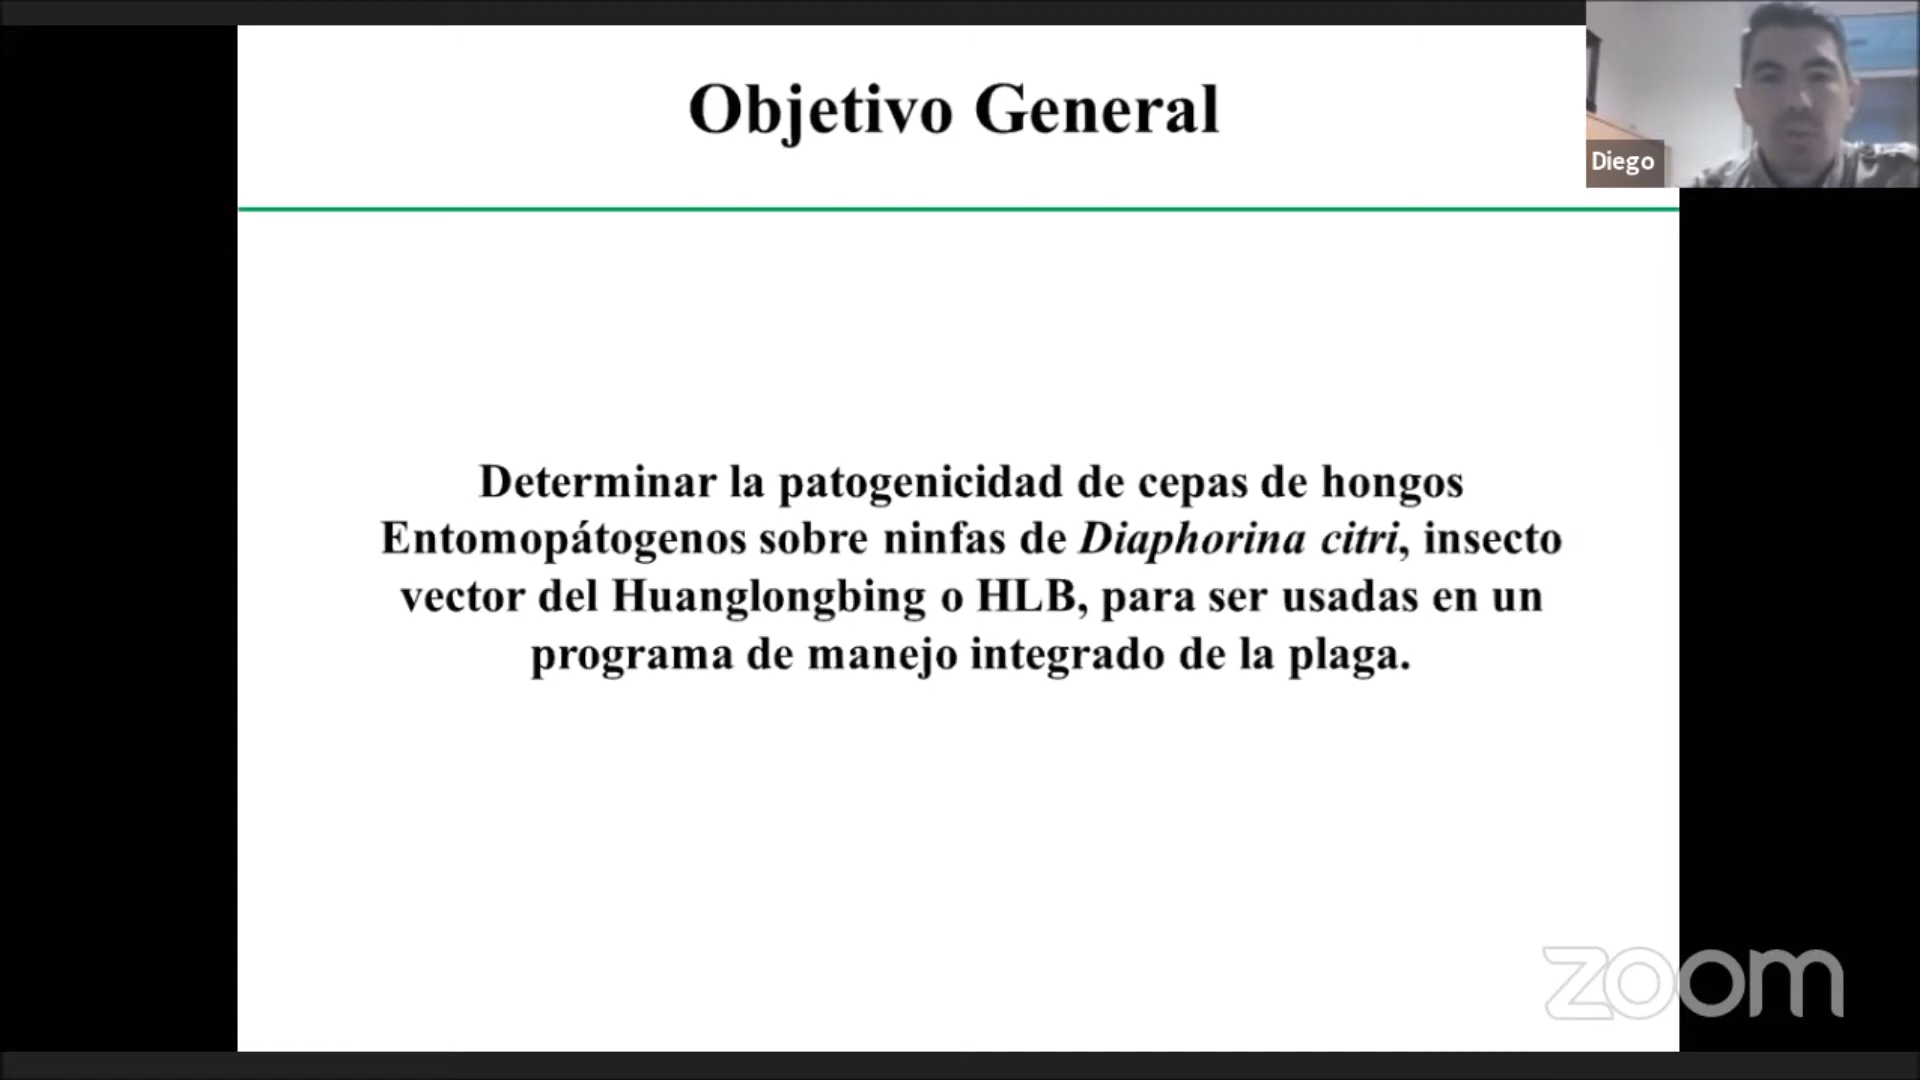 Objetivo General
Diego
Determinar la patogenicidad de cepas de hongos
Entomopátogenos sobre ninfas de Diaphorina citri, insecto
vector del Huanglongbing o HLB, para ser usadas en un
programa de manejo integrado de la plaga.
zoom